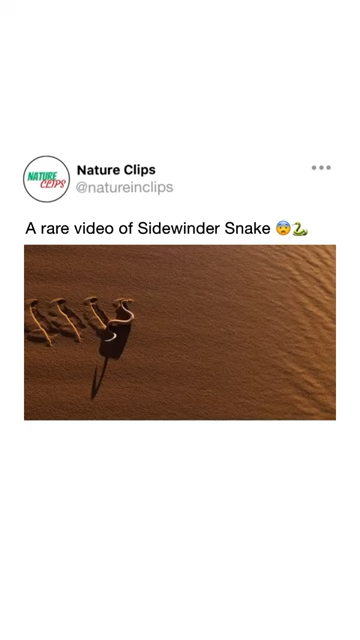 NATURE
CLIPS
Nature Clips
@natureinclips
A rare video of Sidewinder Snake 😨🐍